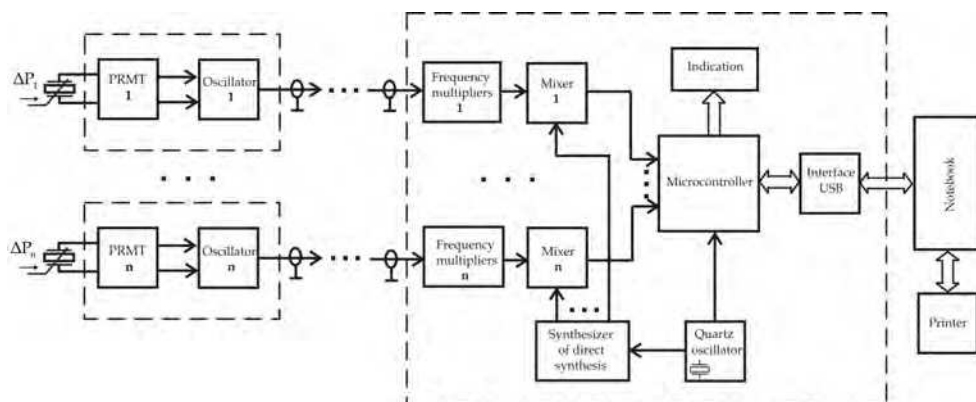 ΔP₁
PRMT
1
Oscillator
1
Frequency
multipliers
1
Mixer
1
Indication
Microcontroller
Interface
USB
Notebook
ΔPₙ
PRMT
n
Oscillator
n
Frequency
multipliers
n
Mixer
n
Synthesizer
of direct
synthesis
Quartz
oscillator
Printer